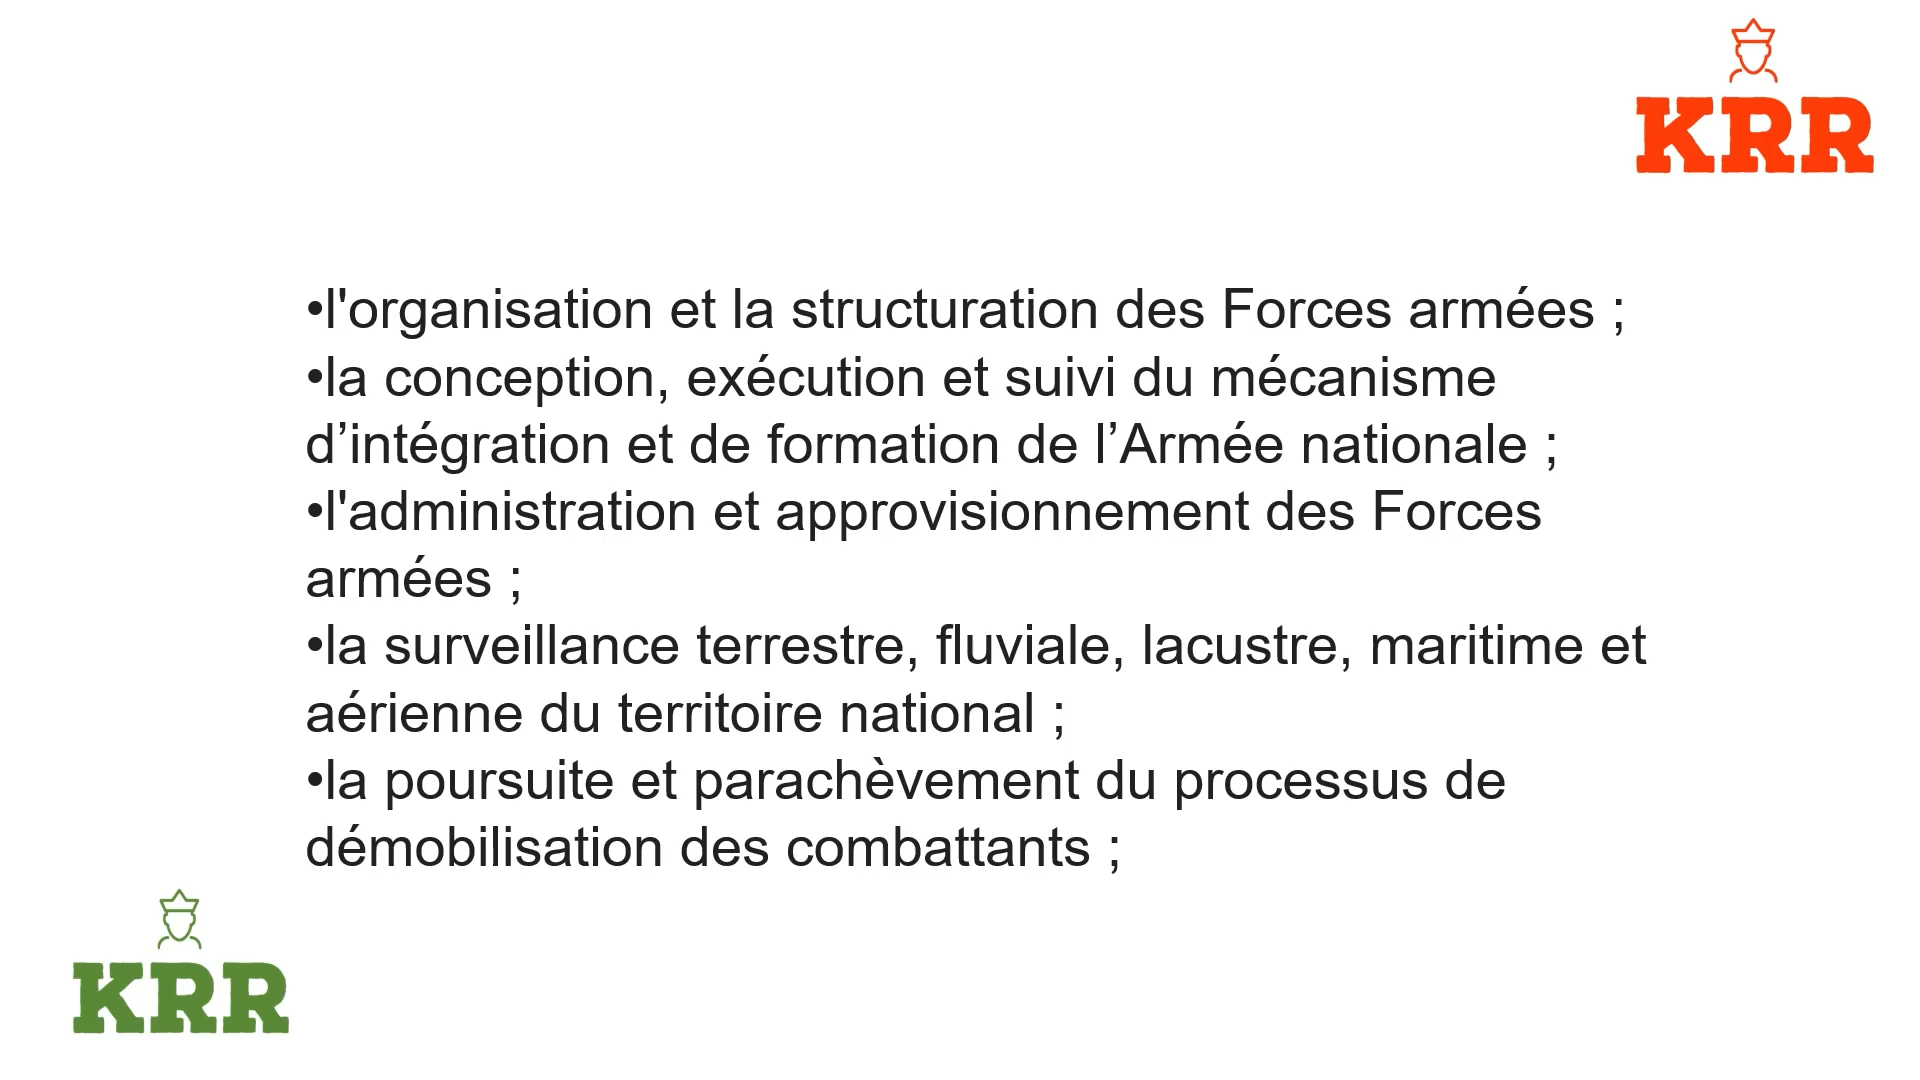 KRR
•l'organisation et la structuration des Forces armées ;
•la conception, exécution et suivi du mécanisme
d’intégration et de formation de l’Armée nationale ;
•l'administration et approvisionnement des Forces
armées ;
•la surveillance terrestre, fluviale, lacustre, maritime et
aérienne du territoire national ;
•la poursuite et parachèvement du processus de
démobilisation des combattants ;
KRR